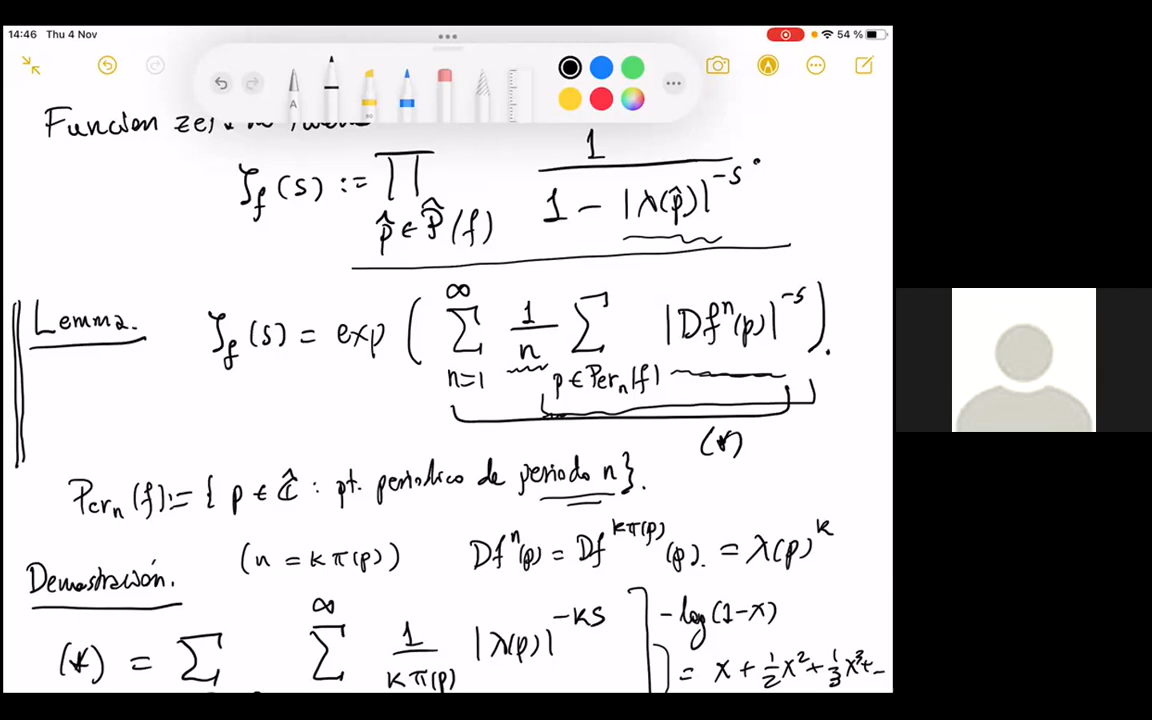 14:46 Thu 4 Nov
54 %
A
Función
ζ_f(s) := ∏_{p̂ ∈ P̂(f)} 1 / (1 − |λ(p̂)|^{−s}).
Lemma. ζ_f(s) = exp ( ∑_{n=1}^{∞} 1/n ∑_{p ∈ Per_n(f)} |Df^n(p)|^{−s} ).
(*)
Per_n(f) := { p ∈ Ĉ : pt. periodico de periodo n}.
(n = kπ(p)) Df^n(p) = Df^{kπ(p)}(p). = λ(p)^k
Demostración.
(*) = ∑ ∑^{∞} 1/(kπ(p)) |λ(p)|^{−ks} −log(1−x)
= x + ½x² + ⅓x³ + −